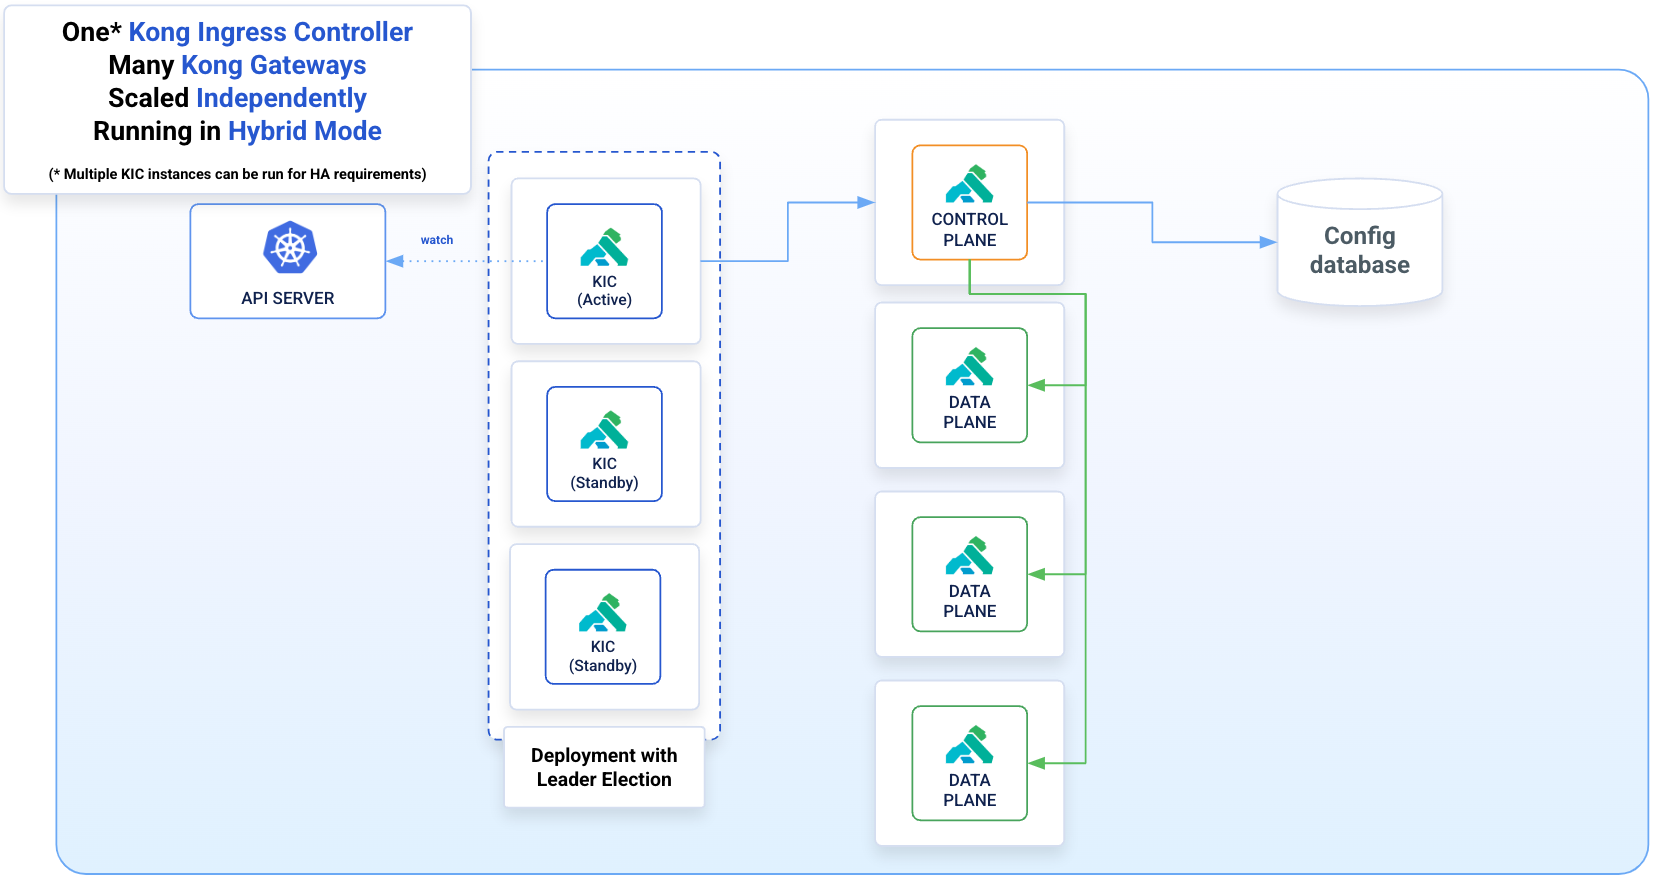 One* Kong Ingress Controller
Many Kong Gateways
Scaled Independently
Running in Hybrid Mode
(* Multiple KIC instances can be run for HA requirements)
API SERVER
watch
KIC
(Active)
KIC
(Standby)
KIC
(Standby)
Deployment with
Leader Election
CONTROL
PLANE
DATA
PLANE
DATA
PLANE
DATA
PLANE
Config
database